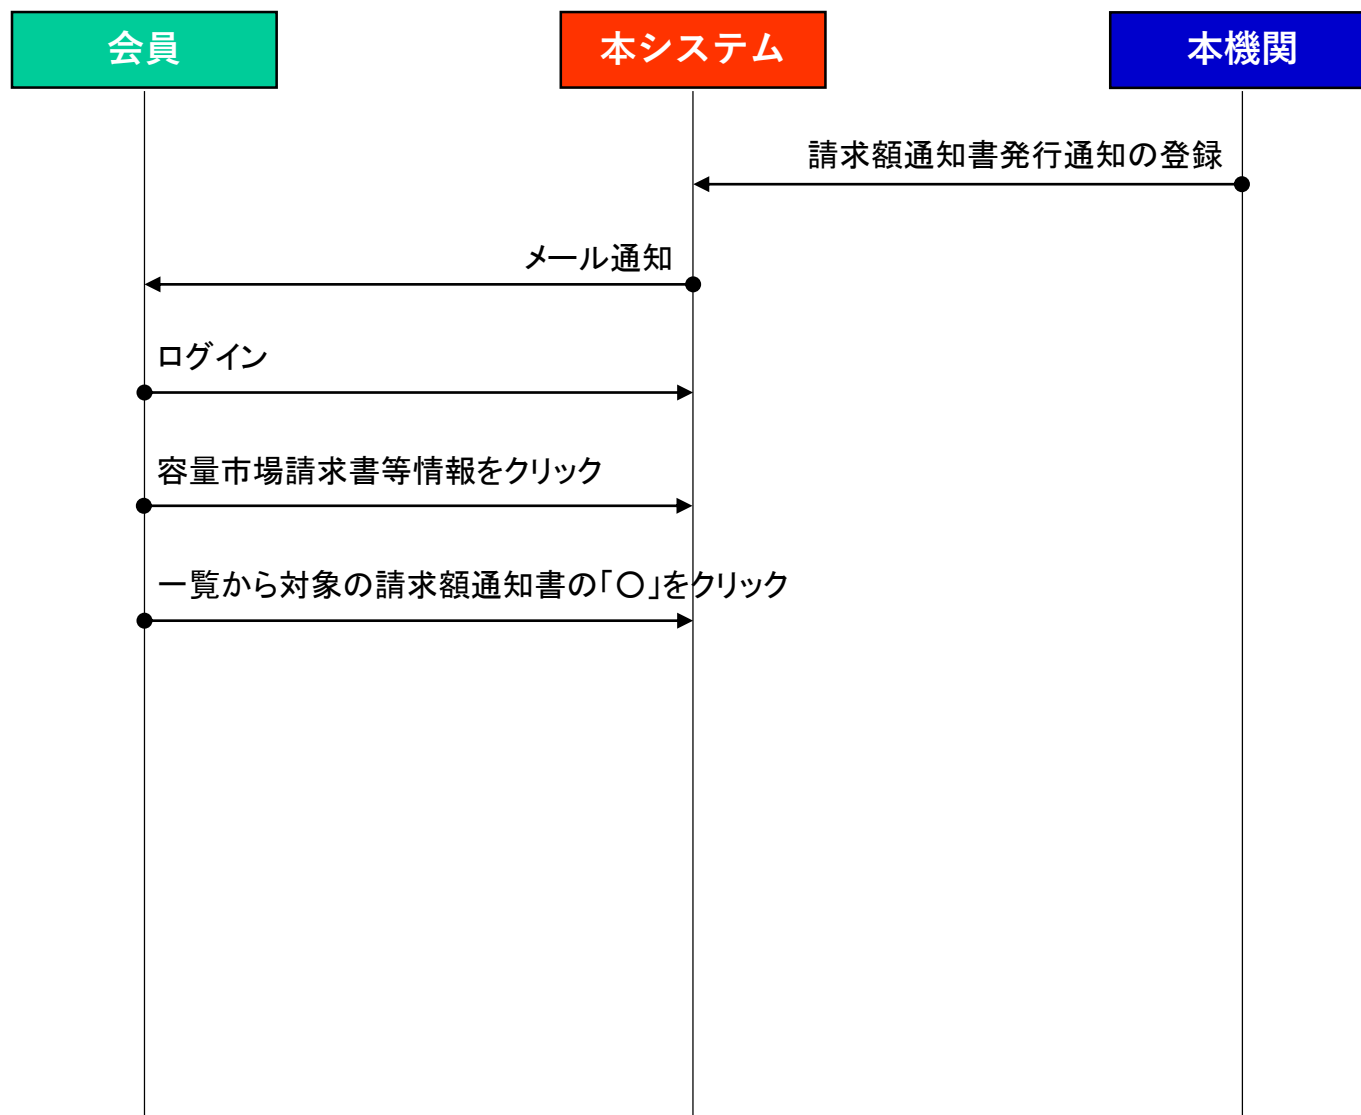 会員
本システム
本機関
請求額通知書発行通知の登録
メール通知
ログイン
容量市場請求書等情報をクリック
一覧から対象の請求額通知書の「〇」をクリック